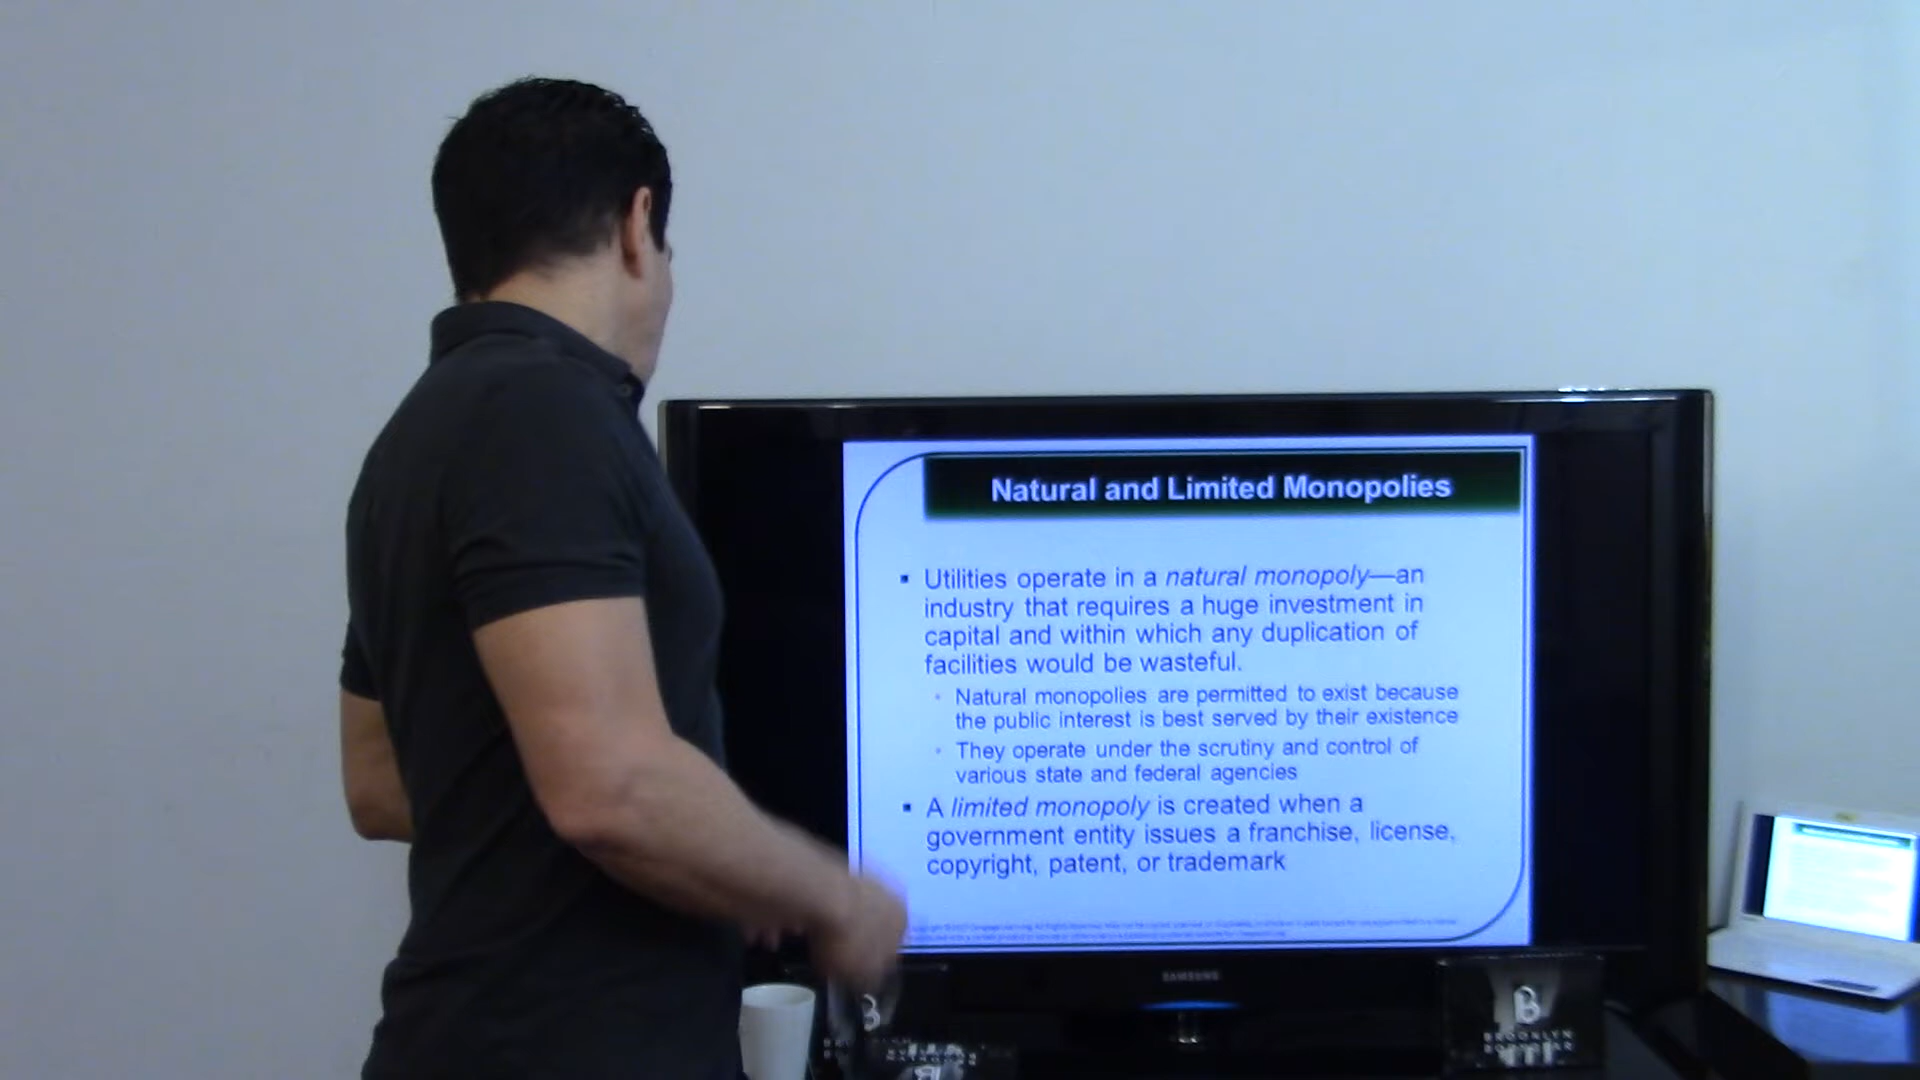 Natural and Limited Monopolies
▪ Utilities operate in a natural monopoly—an
industry that requires a huge investment in
capital and within which any duplication of
facilities would be wasteful.
• Natural monopolies are permitted to exist because
the public interest is best served by their existence
• They operate under the scrutiny and control of
various state and federal agencies
▪ A limited monopoly is created when a
government entity issues a franchise, license,
copyright, patent, or trademark
SAMSUNG
B
B
BROOKLYN